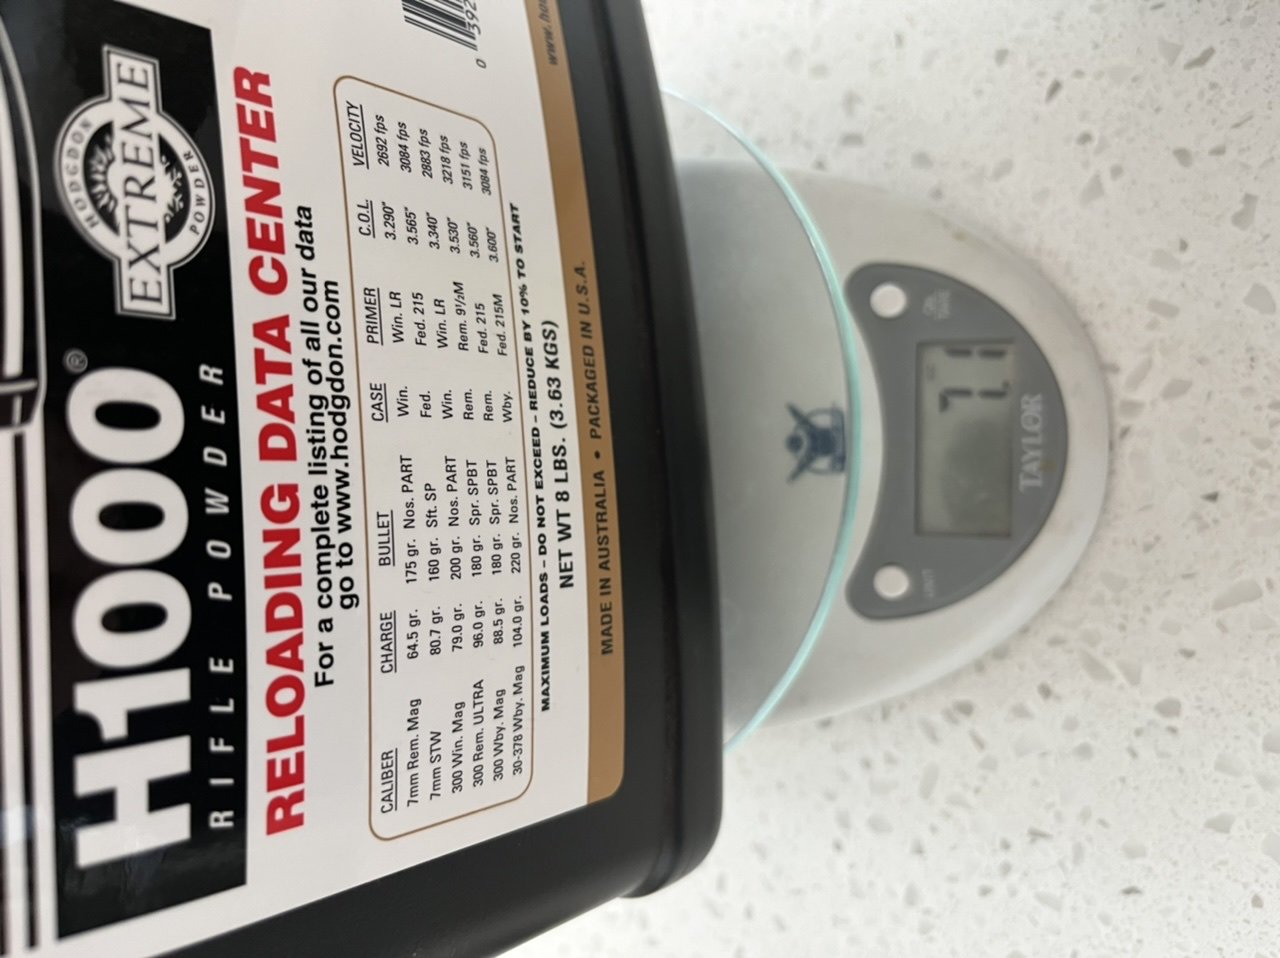 HODGDON
EXTREME
POWDER
H1000®
RIFLE POWDER
RELOADING DATA CENTER
For a complete listing of all our data
go to www.hodgdon.com
CALIBER CHARGE BULLET CASE PRIMER C.O.L. VELOCITY
7mm Rem. Mag 64.5 gr. 175 gr. Nos. PART Win. Win. LR 3.290" 2692 fps
7mm STW 80.7 gr. 160 gr. Sft. SP Fed. Fed. 215 3.565" 3084 fps
300 Win. Mag 79.0 gr. 200 gr. Nos. PART Win. Win. LR 3.340" 2883 fps
300 Rem. ULTRA 96.0 gr. 180 gr. Spr. SPBT Rem. Rem. 9½M 3.530" 3218 fps
300 Wby. Mag 88.5 gr. 180 gr. Spr. SPBT Rem. Fed. 215 3.560" 3151 fps
30-378 Wby. Mag 104.0 gr. 220 gr. Nos. PART Wby. Fed. 215M 3.600" 3084 fps
MAXIMUM LOADS – DO NOT EXCEED – REDUCE BY 10% TO START
NET WT 8 LBS. (3.63 KGS)
MADE IN AUSTRALIA • PACKAGED IN U.S.A.
www.ho
0 392
TAYLOR
UNIT
TARE